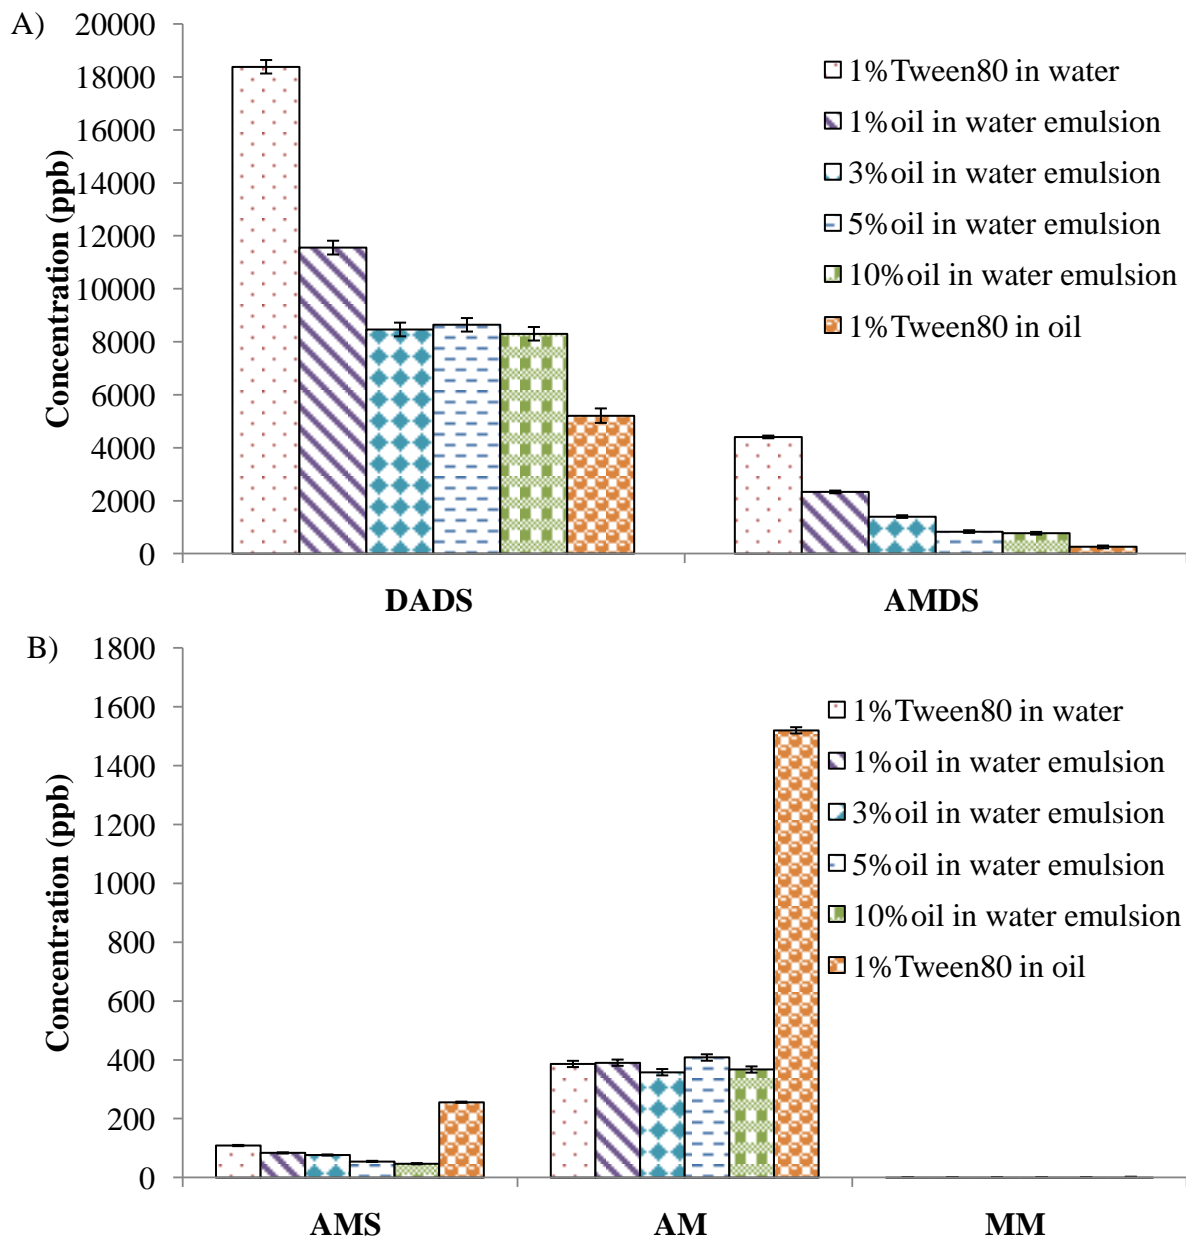 A)
20000
18000
16000
14000
12000
10000
8000
6000
4000
2000
0
Concentration (ppb)
1%Tween80 in water
1%oil in water emulsion
3%oil in water emulsion
5%oil in water emulsion
10%oil in water emulsion
1%Tween80 in oil
DADS AMDS
B)
1800
1600
1400
1200
1000
800
600
400
200
0
Concentration (ppb)
1%Tween80 in water
1%oil in water emulsion
3%oil in water emulsion
5%oil in water emulsion
10%oil in water emulsion
1%Tween80 in oil
AMS AM MM